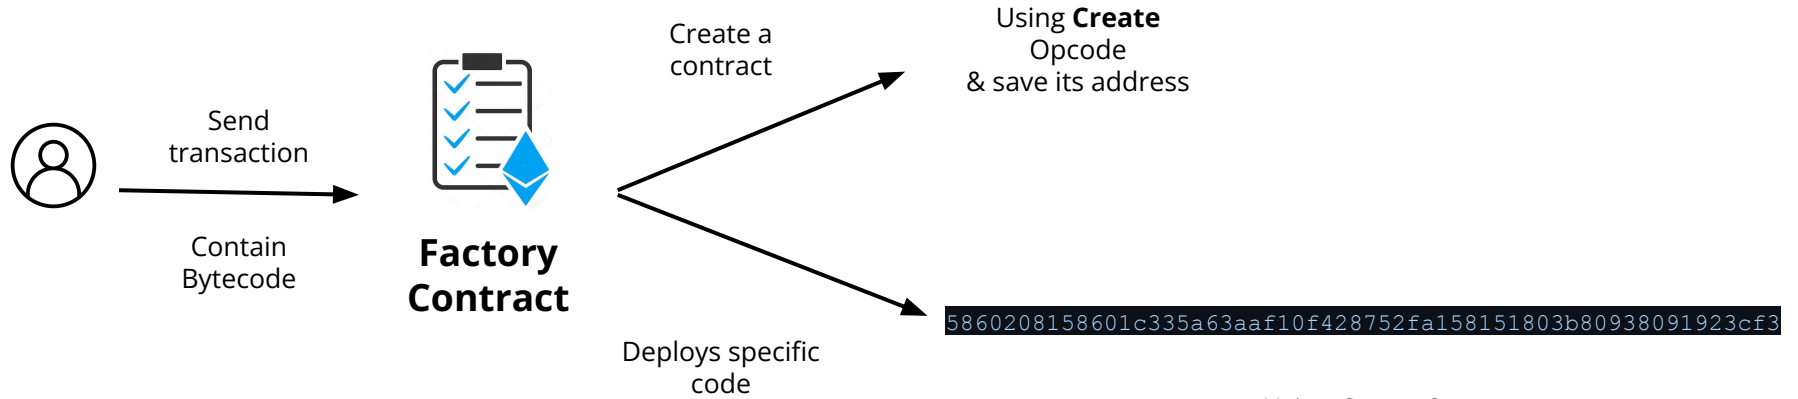 Send
transaction
Contain
Bytecode
Factory
Contract
Create a
contract
Using Create
Opcode
& save its address
Deploys specific
code
5860208158601c335a63aaf10f428752fa158151803b80938091923cf3